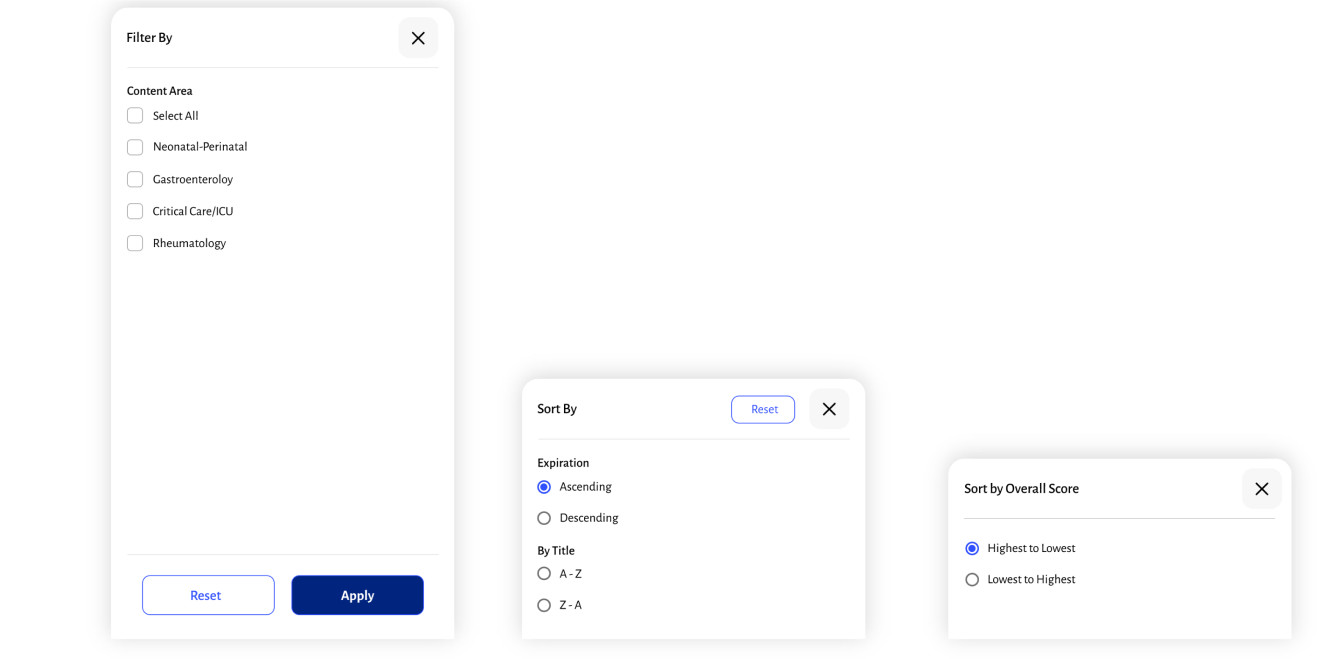 Filter By
Content Area
Select All
Neonatal-Perinatal
Gastroenteroloy
Critical Care/ICU
Rheumatology
Reset
Apply
Sort By
Reset
Expiration
Ascending
Descending
By Title
A - Z
Z - A
Sort by Overall Score
Highest to Lowest
Lowest to Highest